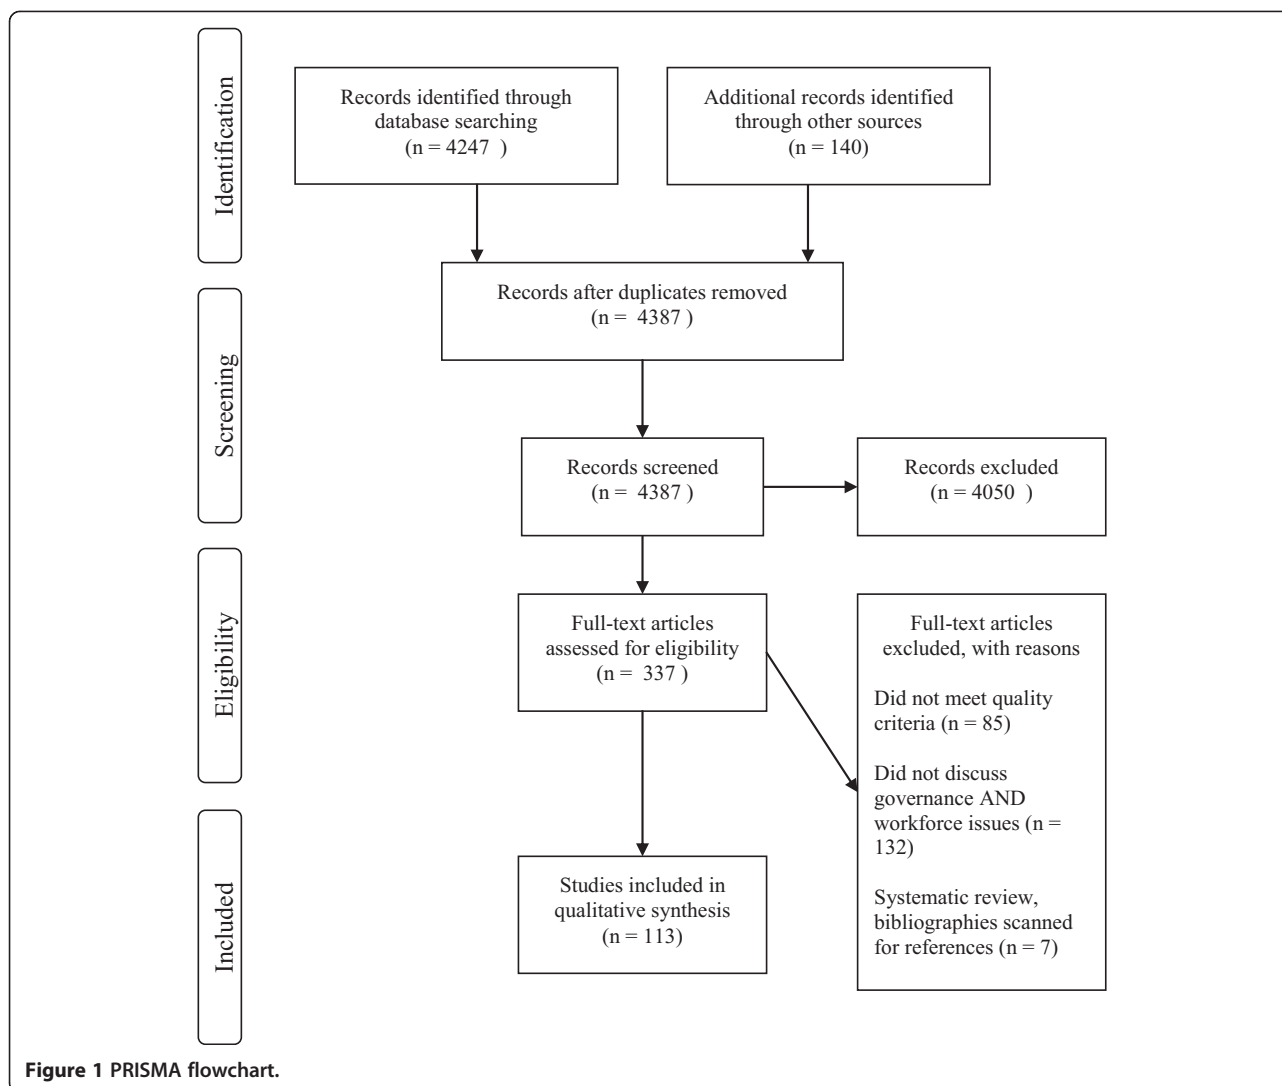 Identification
Records identified through
database searching
(n = 4247 )
Additional records identified
through other sources
(n = 140)
Screening
Records after duplicates removed
(n = 4387 )
Records screened
(n = 4387 )
Records excluded
(n = 4050 )
Eligibility
Full-text articles
assessed for eligibility
(n = 337 )
Full-text articles
excluded, with reasons
Did not meet quality
criteria (n = 85)
Did not discuss
governance AND
workforce issues (n =
132)
Systematic review,
bibliographies scanned
for references (n = 7)
Included
Studies included in
qualitative synthesis
(n = 113)
Figure 1 PRISMA flowchart.